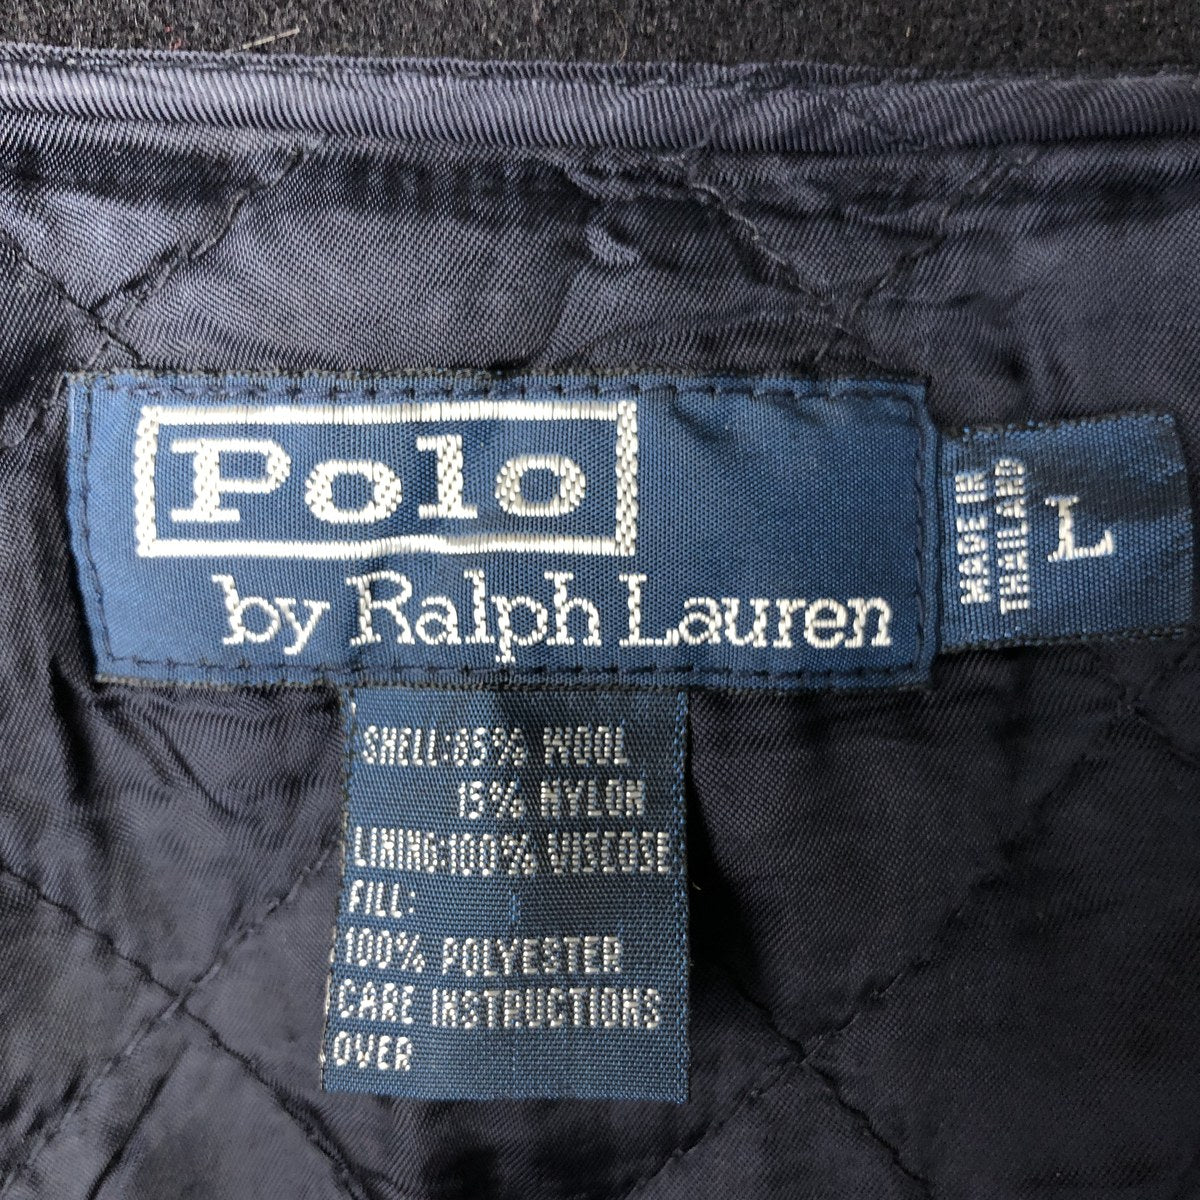 Polo
by Ralph Lauren
MADE IN
THAILAND
L
SHELL:85% WOOL
15% NYLON
LINING:100% VISCOSE
FILL:
100% POLYESTER
CARE INSTRUCTIONS
OVER